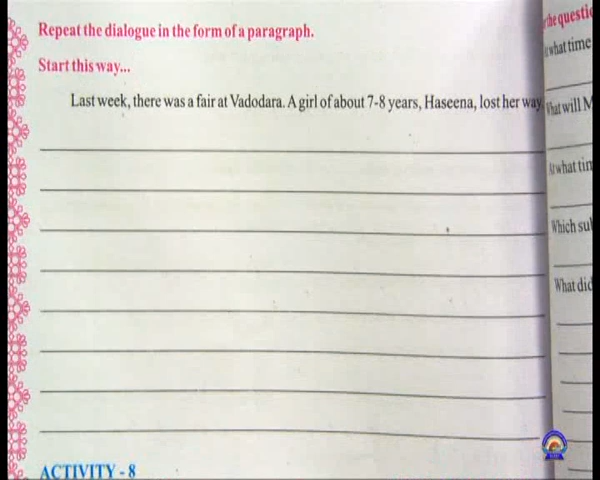 Repeat the dialogue in the form of a paragraph.
Start this way...
Last week, there was a fair at Vadodara. A girl of about 7-8 years, Haseena, lost her way.
ACTIVITY - 8
the questio
what time
What will M
At what tim
Which su
What did